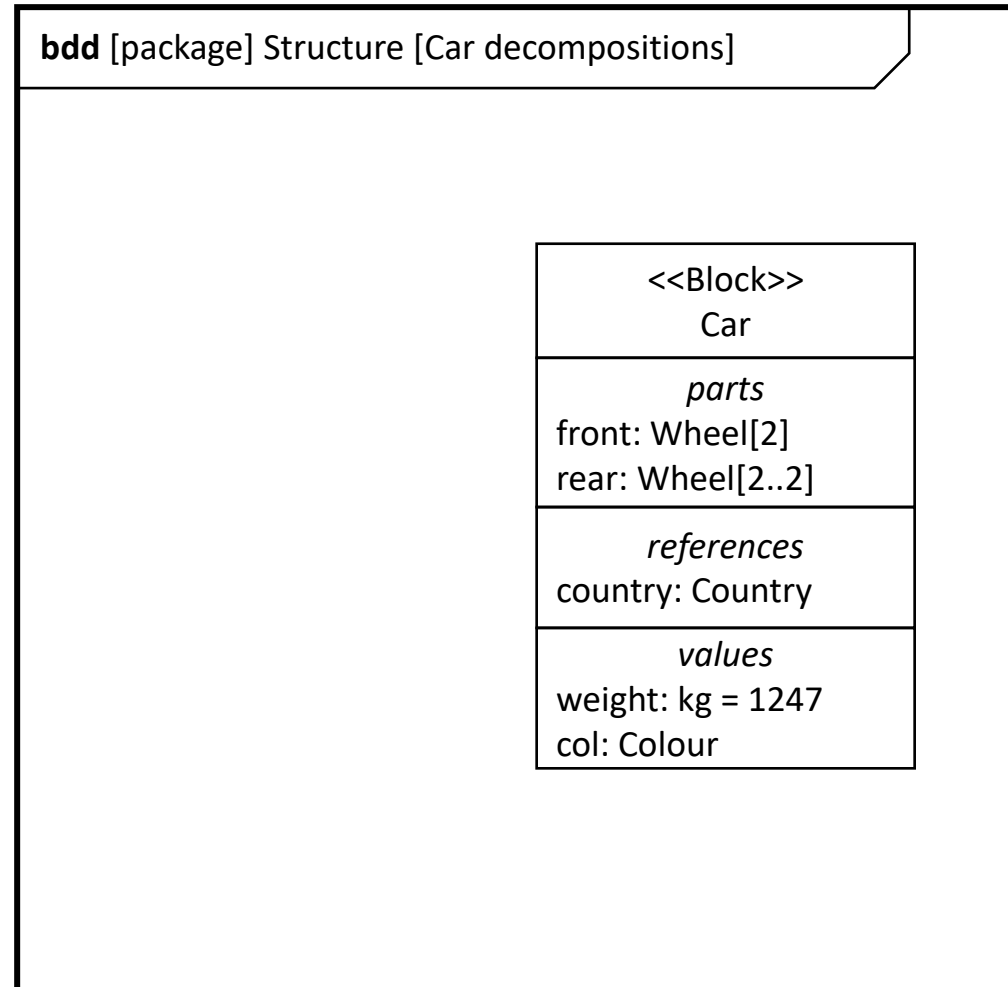 bdd [package] Structure [Car decompositions]
<<Block>>
Car
parts
front: Wheel[2]
rear: Wheel[2..2]
references
country: Country
values
weight: kg = 1247
col: Colour